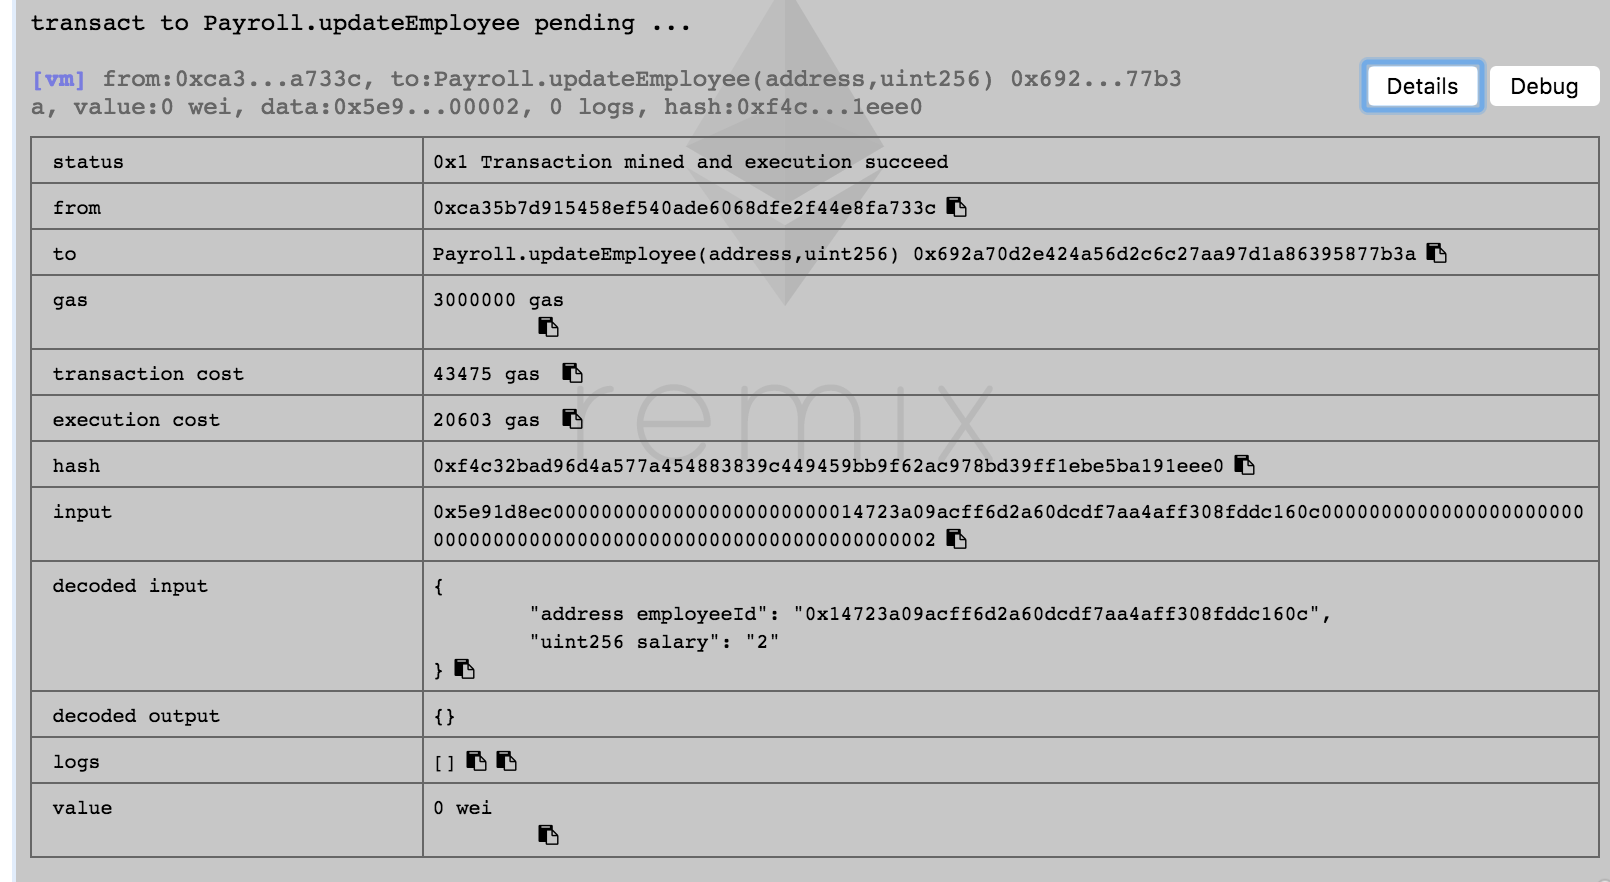 transact to Payroll.updateEmployee pending ...
[vm] from:0xca3...a733c, to:Payroll.updateEmployee(address,uint256) 0x692...77b3
a, value:0 wei, data:0x5e9...00002, 0 logs, hash:0xf4c...1eee0
Details
Debug
status
0x1 Transaction mined and execution succeed
from
0xca35b7d915458ef540ade6068dfe2f44e8fa733c
to
Payroll.updateEmployee(address,uint256) 0x692a70d2e424a56d2c6c27aa97d1a86395877b3a
gas
3000000 gas
transaction cost
43475 gas
execution cost
20603 gas
remix
hash
0xf4c32bad96d4a577a454883839c449459bb9f62ac978bd39ff1ebe5ba191eee0
input
0x5e91d8ec00000000000000000000000014723a09acff6d2a60dcdf7aa4aff308fddc160c0000000000000000000000
000000000000000000000000000000000000000002
decoded input
{
"address employeeId": "0x14723a09acff6d2a60dcdf7aa4aff308fddc160c",
"uint256 salary": "2"
}
decoded output
{}
logs
[]
value
0 wei